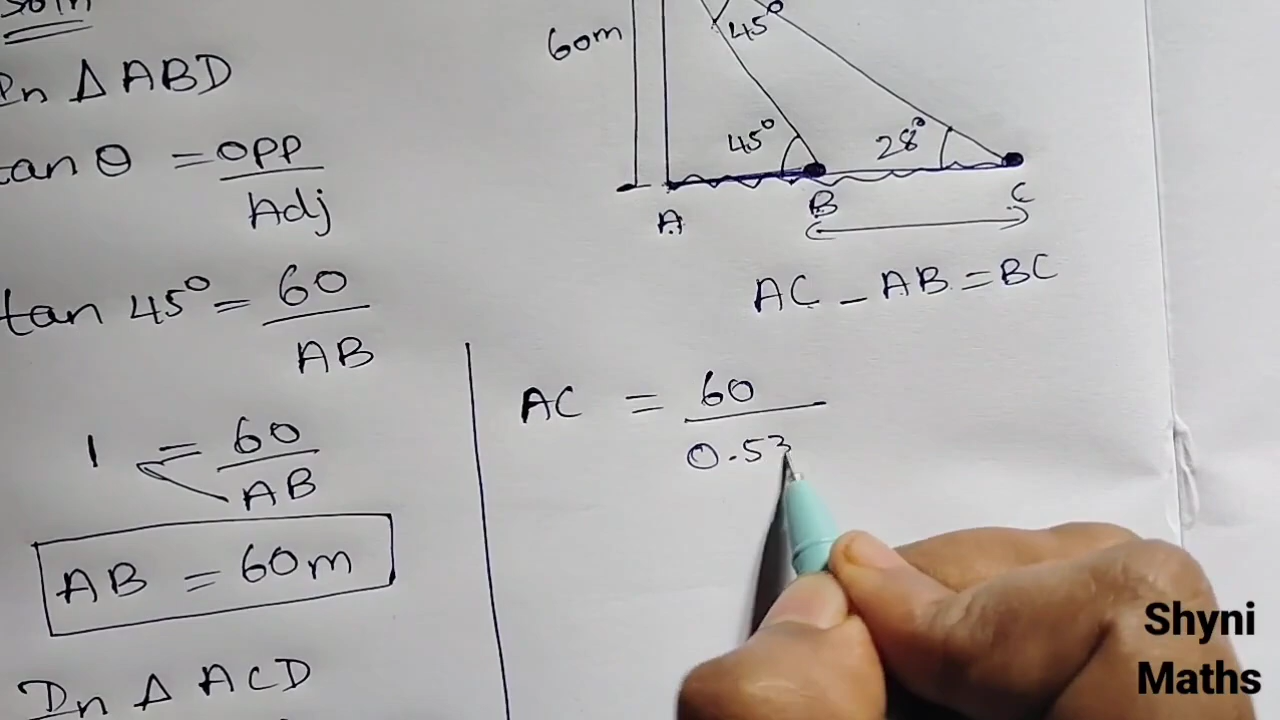 Soln
In Δ ABD
tan θ = opp
Adj
tan 45° = 60
AB
1 = 60
AB
AB = 60m
In Δ ACD
60m
45°
45°
28°
A
B
C
AC - AB = BC
AC = 60
0.53
Shyni
Maths